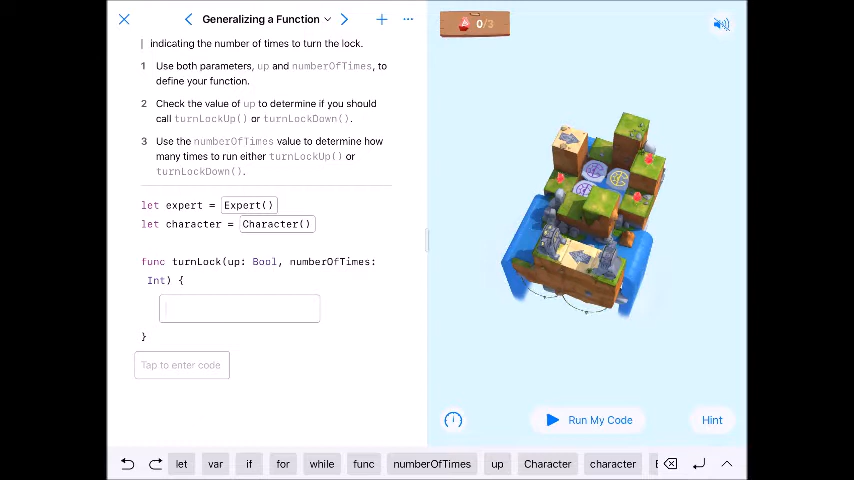 Generalizing a Function
0/3
indicating the number of times to turn the lock.
1 Use both parameters, up and numberOfTimes, to
define your function.
2 Check the value of up to determine if you should
call turnLockUp() or turnLockDown().
3 Use the numberOfTimes value to determine how
many times to run either turnLockUp() or
turnLockDown().
let expert = Expert()
let character = Character()
func turnLock(up: Bool, numberOfTimes:
Int) {
}
Tap to enter code
Run My Code
Hint
let var if for while func numberOfTimes up Character character